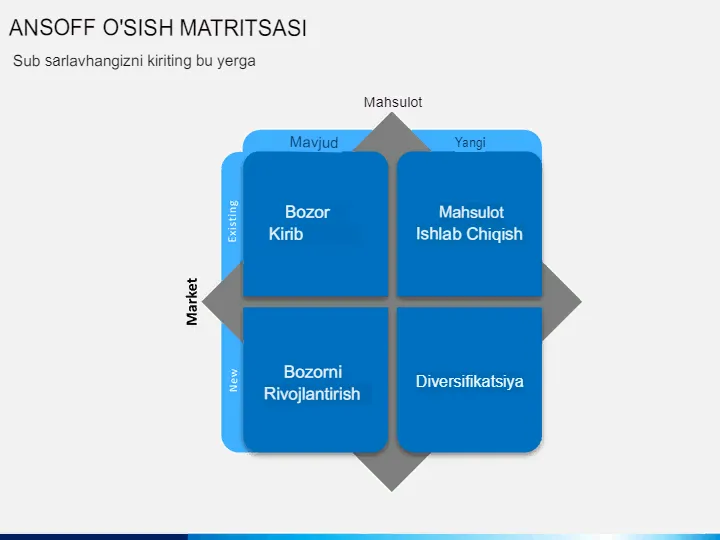 ANSOFF O'SISH MATRITSASI
Sub sarlavhangizni kiriting bu yerga
Mahsulot
Mavjud
Yangi
Existing
Bozor
Kirib
Mahsulot
Ishlab Chiqish
Market
New
Bozorni
Rivojlantirish
Diversifikatsiya